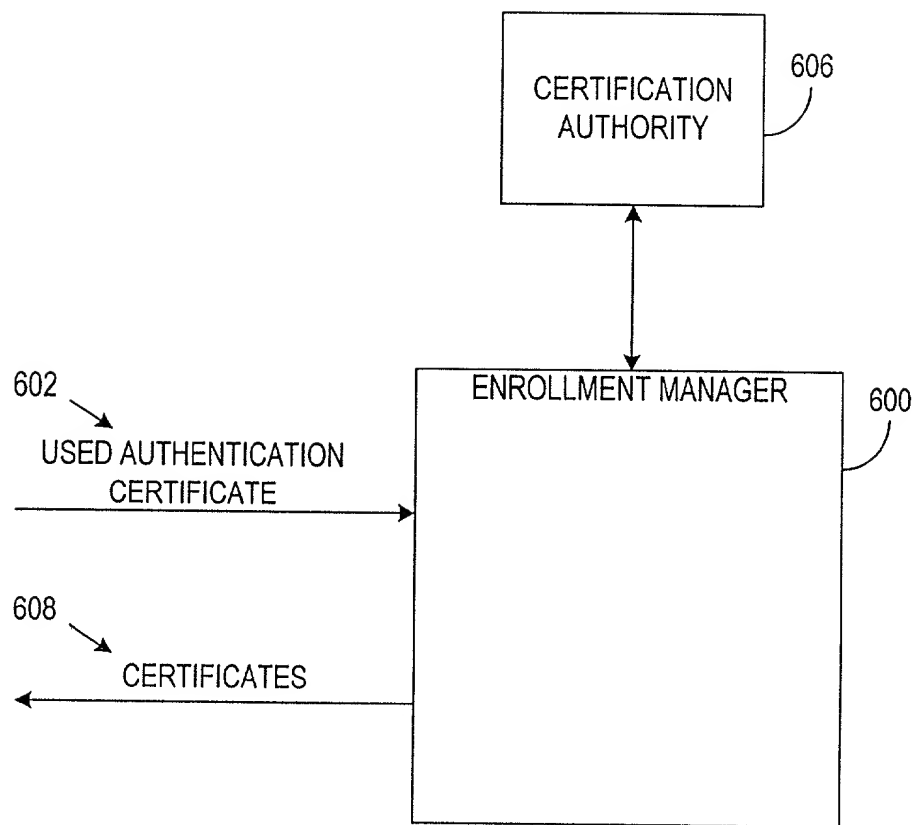 CERTIFICATION
AUTHORITY
606
602
USED AUTHENTICATION
CERTIFICATE
ENROLLMENT MANAGER
600
608
CERTIFICATES